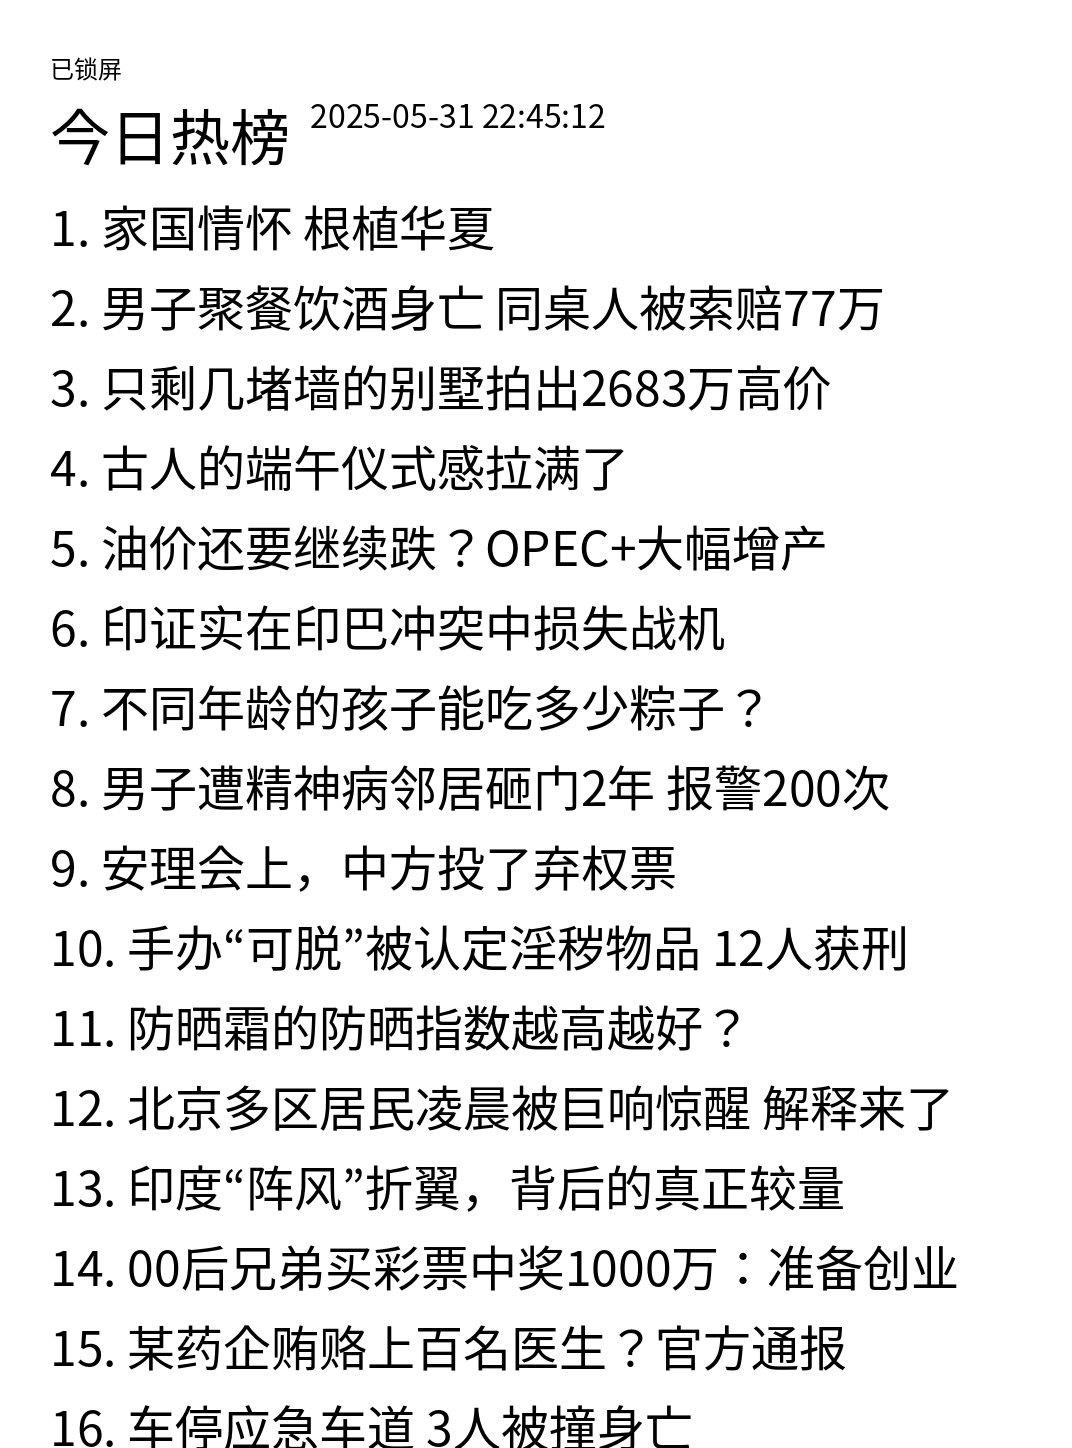 已锁屏
今日热榜 2025-05-31 22:45:12
1. 家国情怀 根植华夏
2. 男子聚餐饮酒身亡 同桌人被索赔77万
3. 只剩几堵墙的别墅拍出2683万高价
4. 古人的端午仪式感拉满了
5. 油价还要继续跌？OPEC+大幅增产
6. 印证实在印巴冲突中损失战机
7. 不同年龄的孩子能吃多少粽子？
8. 男子遭精神病邻居砸门2年 报警200次
9. 安理会上，中方投了弃权票
10. 手办“可脱”被认定淫秽物品 12人获刑
11. 防晒霜的防晒指数越高越好？
12. 北京多区居民凌晨被巨响惊醒 解释来了
13. 印度“阵风”折翼，背后的真正较量
14. 00后兄弟买彩票中奖1000万：准备创业
15. 某药企贿赂上百名医生？官方通报
16. 车停应急车道 3人被撞身亡